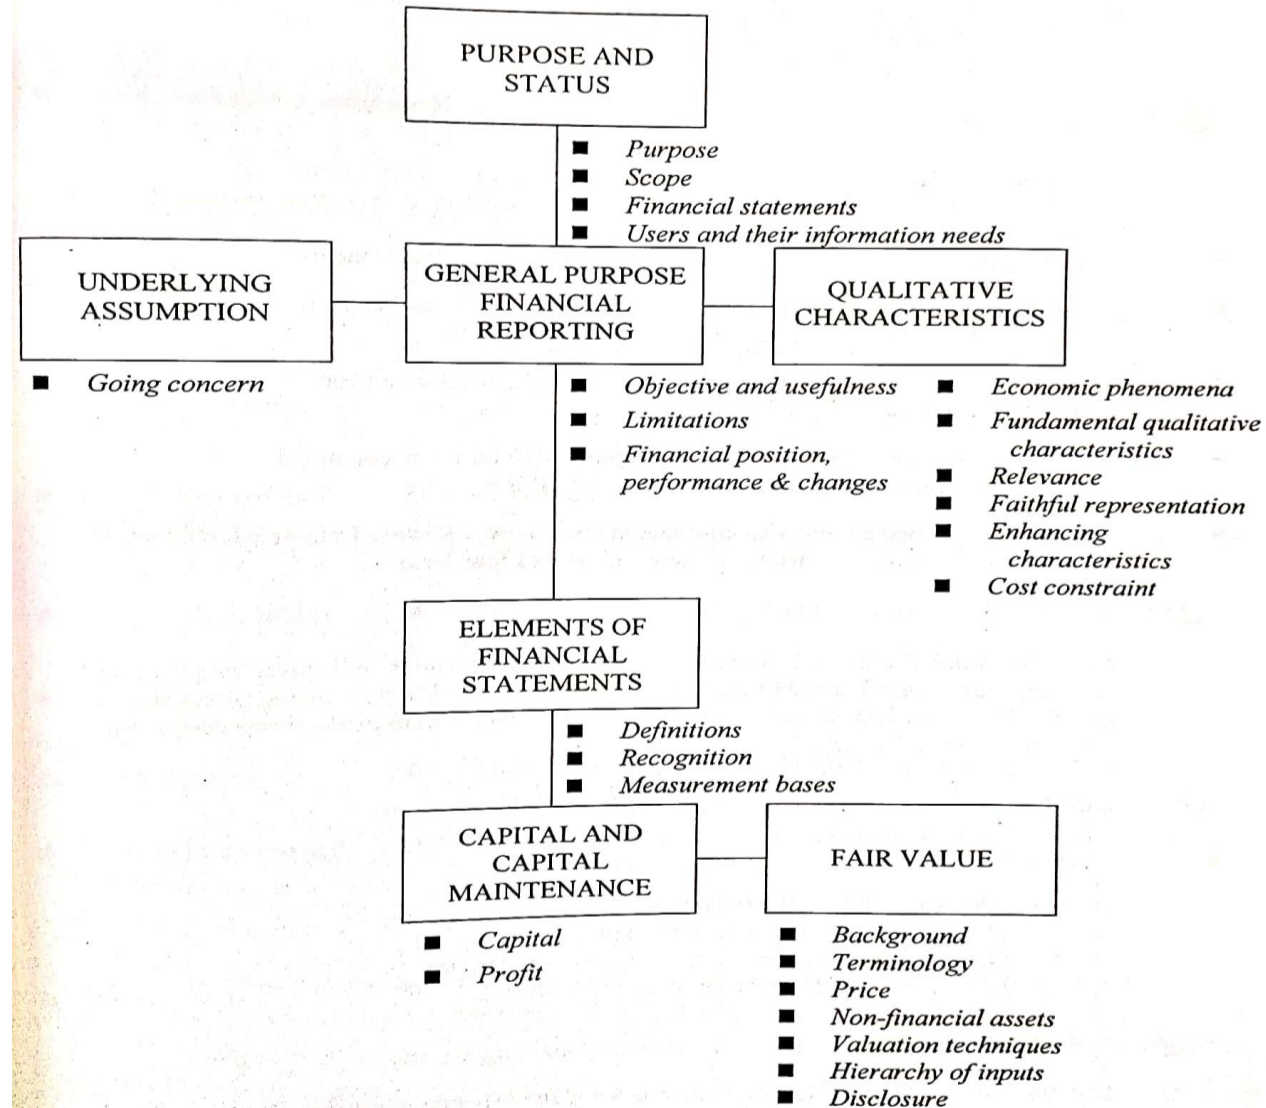 PURPOSE AND
STATUS
■ Purpose
■ Scope
■ Financial statements
■ Users and their information needs
UNDERLYING
ASSUMPTION
■ Going concern
GENERAL PURPOSE
FINANCIAL
REPORTING
■ Objective and usefulness
■ Limitations
■ Financial position,
performance & changes
QUALITATIVE
CHARACTERISTICS
■ Economic phenomena
■ Fundamental qualitative
characteristics
■ Relevance
■ Faithful representation
■ Enhancing
characteristics
■ Cost constraint
ELEMENTS OF
FINANCIAL
STATEMENTS
■ Definitions
■ Recognition
■ Measurement bases
CAPITAL AND
CAPITAL
MAINTENANCE
■ Capital
■ Profit
FAIR VALUE
■ Background
■ Terminology
■ Price
■ Non-financial assets
■ Valuation techniques
■ Hierarchy of inputs
■ Disclosure